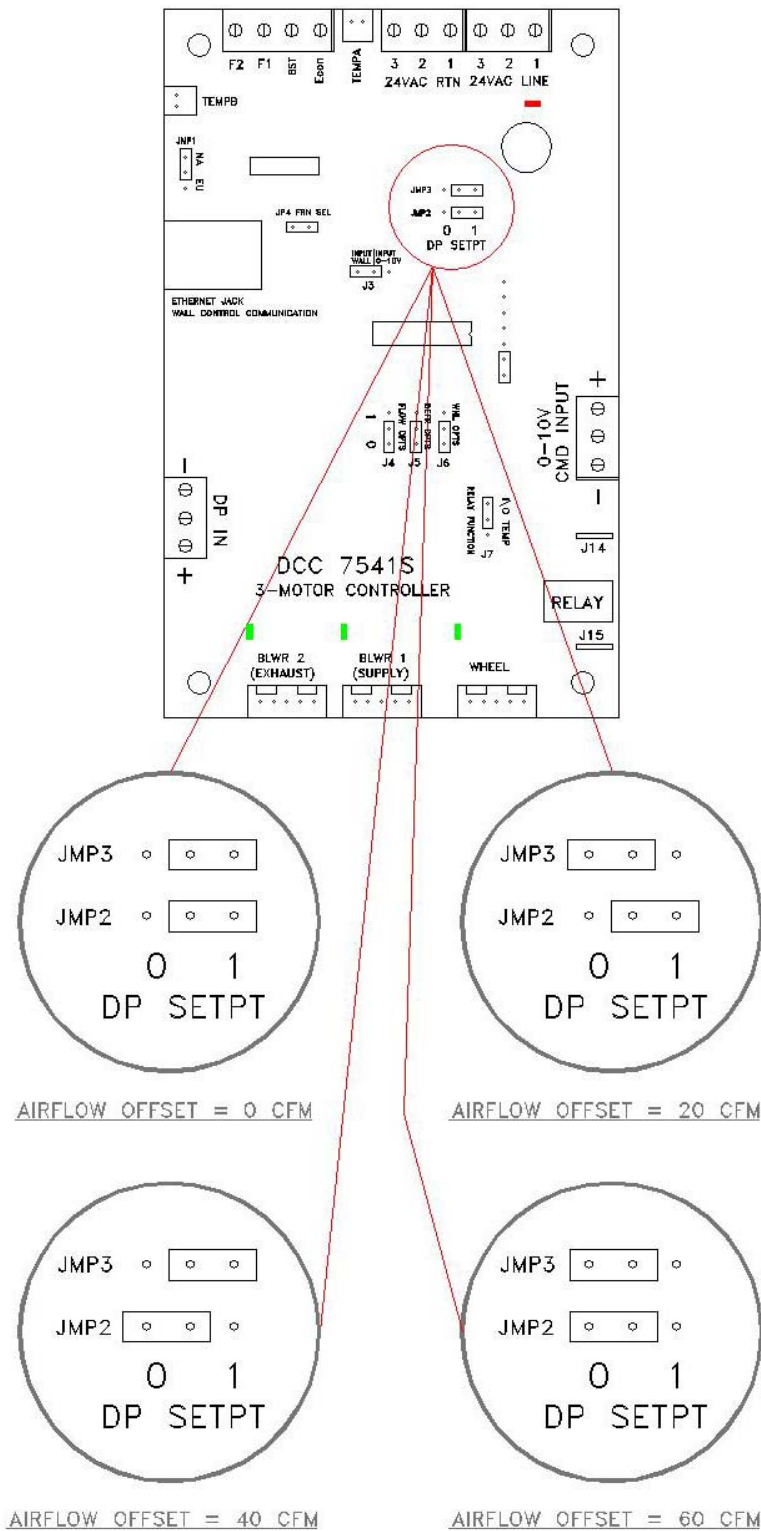 F2 F1 BST Econ TEMPA 3 2 1 3 2 1
24VAC RTN 24VAC LINE
TEMPB
JMP1
NA
EU
JMP3
JMP2
0 1
DP SETPT
JP4 FRN SEL
INPUT INPUT
WALL 0-10V
J3
ETHERNET JACK
WALL CONTROL COMMUNICATION
1 0
FLOW OPTS
WHL OPTS
J4 J5 J6
+
0-10V
CMD INPUT
-
-
DP IN
+
RELAY FUNCTION
F/O TEMP
J7
J14
DCC 7541S
3-MOTOR CONTROLLER
RELAY
J15
BLWR 2
(EXHAUST)
BLWR 1
(SUPPLY)
WHEEL
JMP3
JMP2
0 1
DP SETPT
AIRFLOW OFFSET = 0 CFM
JMP3
JMP2
0 1
DP SETPT
AIRFLOW OFFSET = 20 CFM
JMP3
JMP2
0 1
DP SETPT
AIRFLOW OFFSET = 40 CFM
JMP3
JMP2
0 1
DP SETPT
AIRFLOW OFFSET = 60 CFM